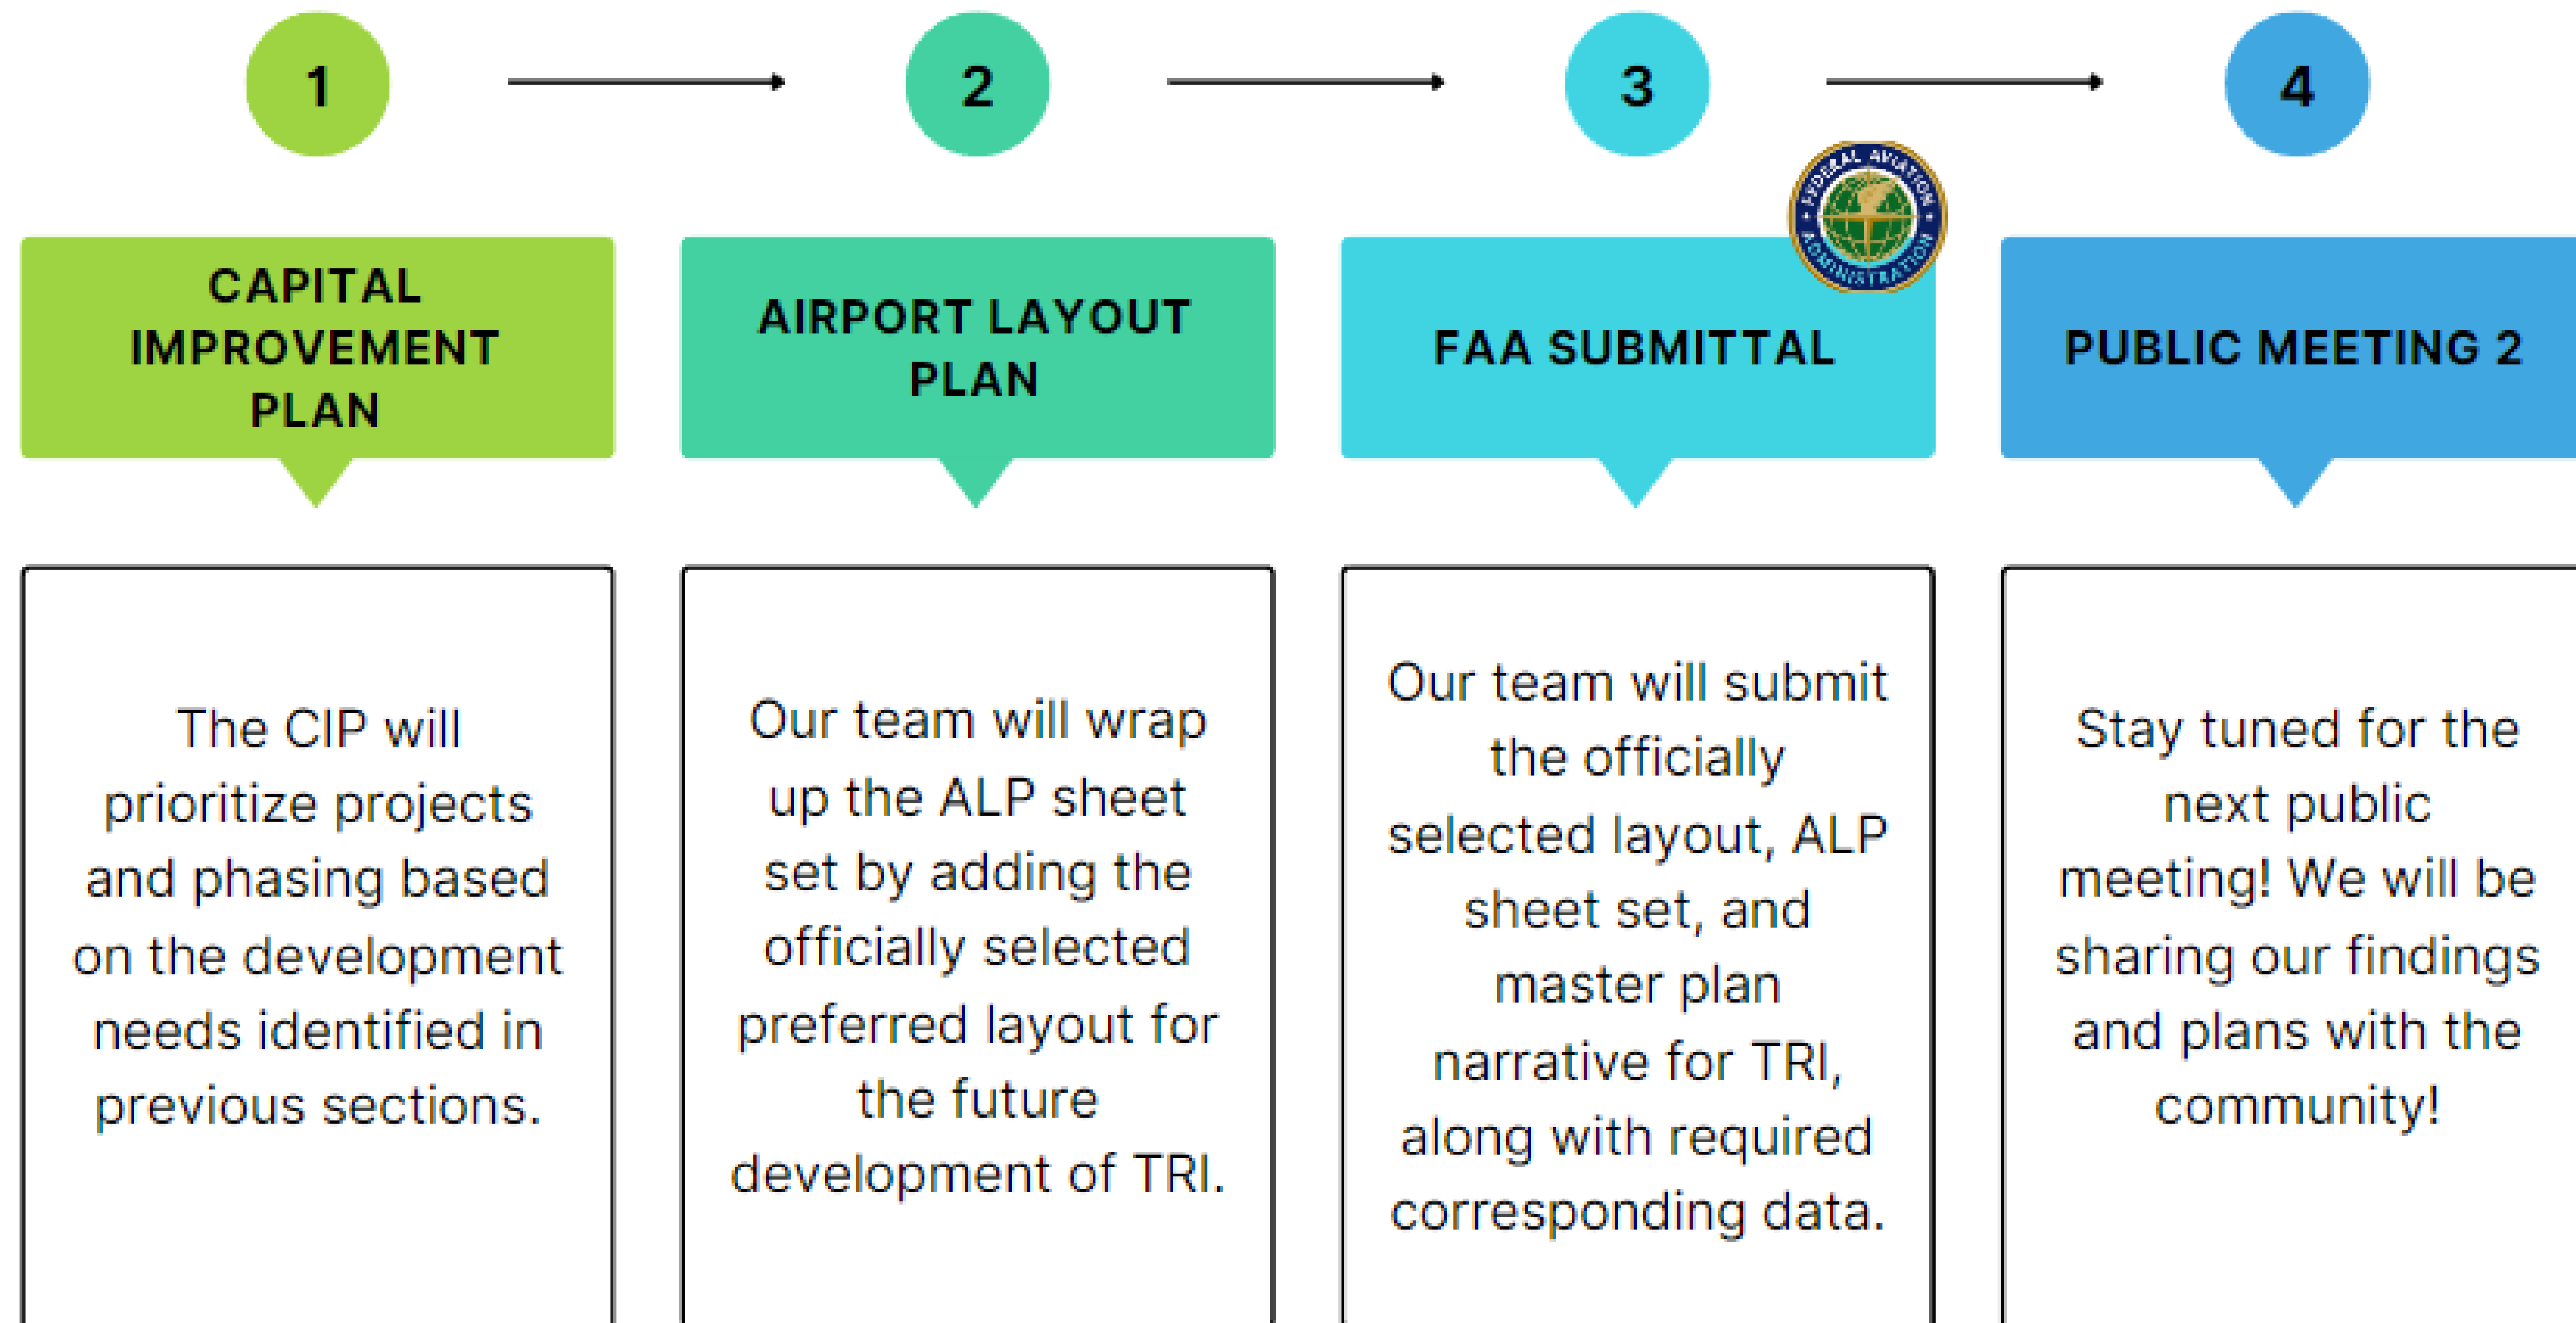 1
2
3
4
FEDERAL AVIATION
ADMINISTRATION
CAPITAL
IMPROVEMENT
PLAN
AIRPORT LAYOUT
PLAN
FAA SUBMITTAL
PUBLIC MEETING 2
The CIP will
prioritize projects
and phasing based
on the development
needs identified in
previous sections.
Our team will wrap
up the ALP sheet
set by adding the
officially selected
preferred layout for
the future
development of TRI.
Our team will submit
the officially
selected layout, ALP
sheet set, and
master plan
narrative for TRI,
along with required
corresponding data.
Stay tuned for the
next public
meeting! We will be
sharing our findings
and plans with the
community!